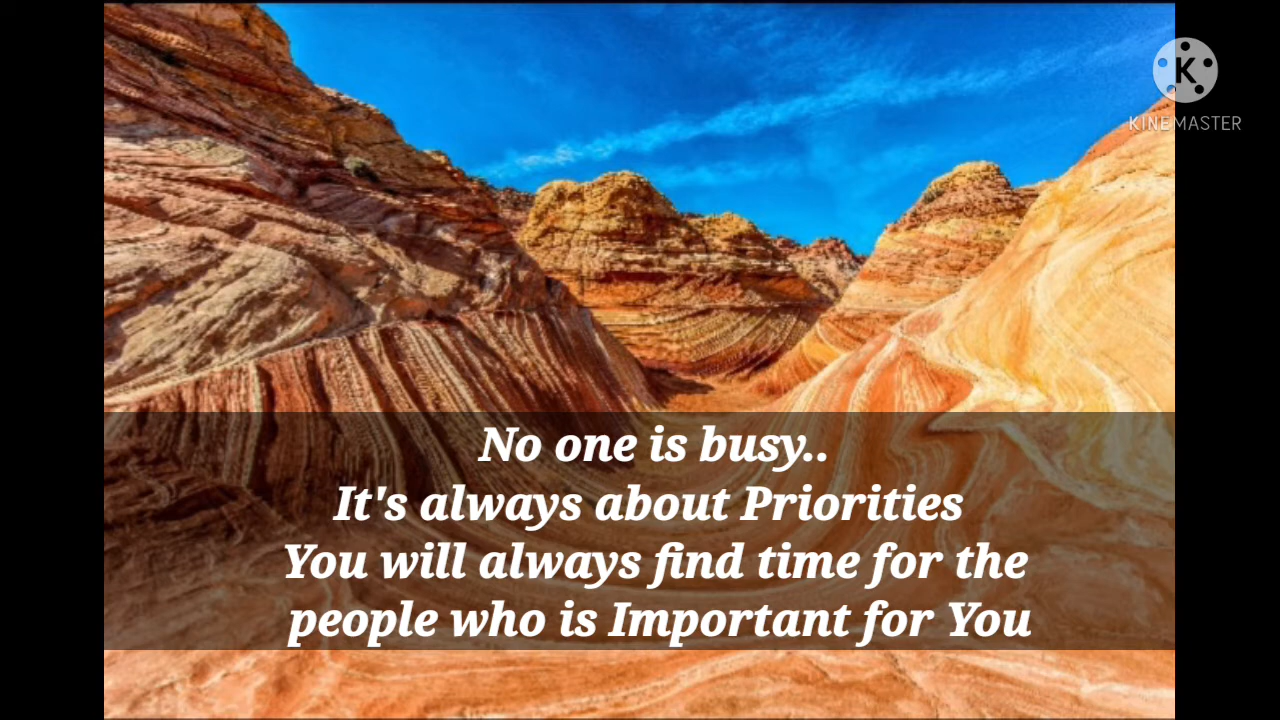 K
KINEMASTER
No one is busy..
It's always about Priorities
You will always find time for the
people who is Important for You